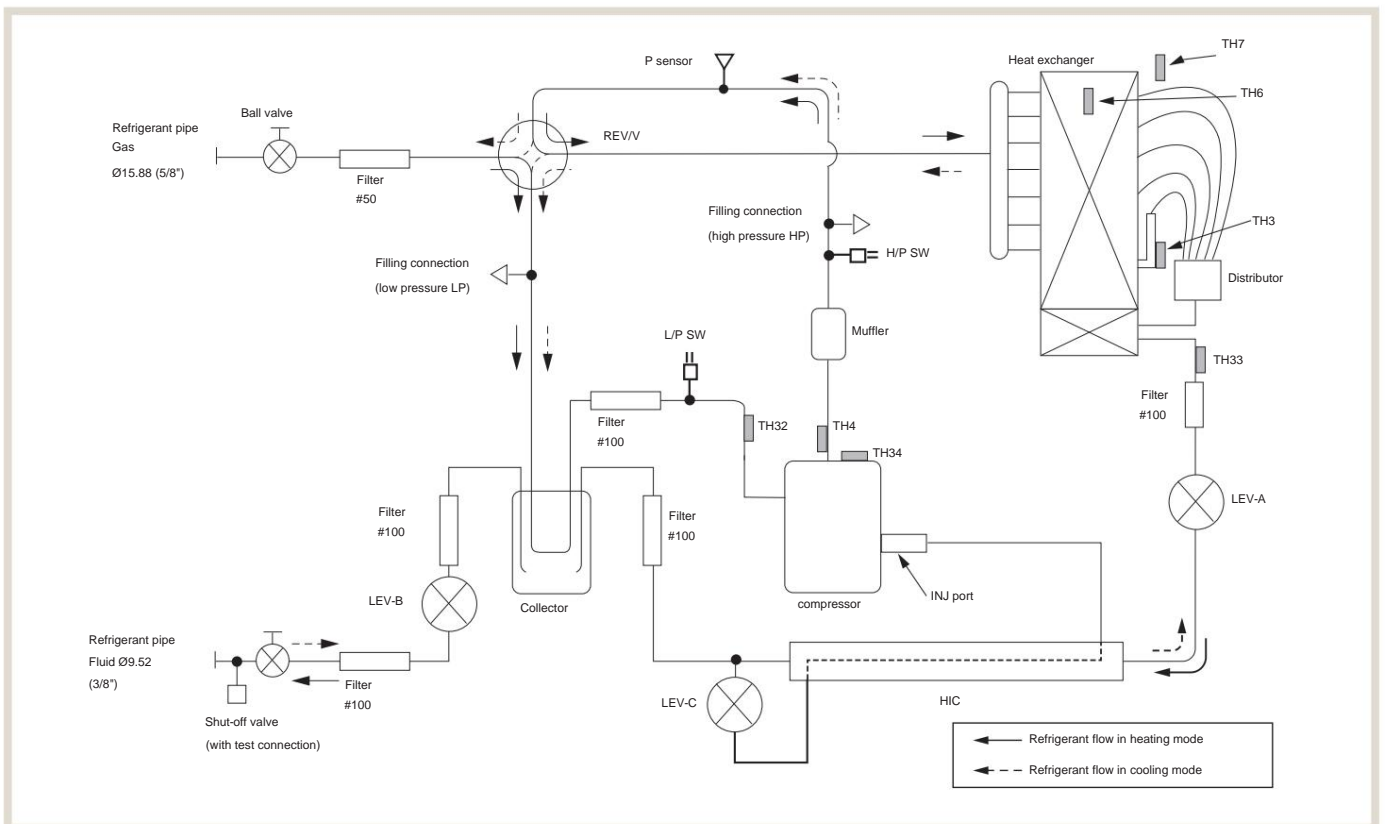 TH7
P sensor
Heat exchanger
TH6
Ball valve
Refrigerant pipe
Gas
Ø15.88 (5/8")
REV/V
Filter
#50
Filling connection
(high pressure HP)
TH3
H/P SW
Filling connection
(low pressure LP)
Distributor
L/P SW
Muffler
TH33
Filter
#100
Filter
#100
TH32
TH4
TH34
LEV-A
Filter
#100
Filter
#100
LEV-B
Collector
compressor
INJ port
Refrigerant pipe
Fluid Ø9.52
(3/8")
Filter
#100
LEV-C
HIC
Shut-off valve
(with test connection)
Refrigerant flow in heating mode
Refrigerant flow in cooling mode